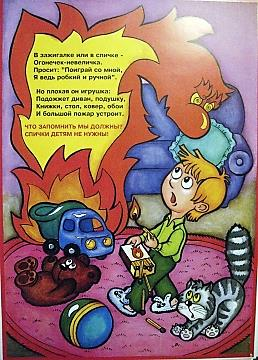 В зажигалке или в спичке -
Огонечек-невеличка.
Просит: "Поиграй со мной,
Я ведь робкий и ручной".
Но плохая он игрушка:
Подожжет диван, подушку,
Книжки, стол, ковер, обои
И большой пожар устроит.
ЧТО ЗАПОМНИТЬ МЫ ДОЛЖНЫ?
СПИЧКИ ДЕТЯМ НЕ НУЖНЫ!